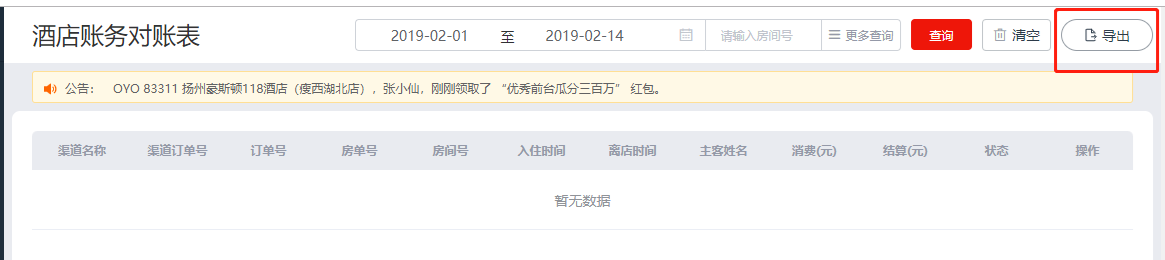 酒店账务对账表 2019-02-01 至 2019-02-14 请输入房间号 更多查询 查询 清空 导出
公告： OYO 83311 扬州豪斯顿118酒店（瘦西湖北店），张小仙，刚刚领取了 “优秀前台瓜分三百万” 红包。
渠道名称 渠道订单号 订单号 房单号 房间号 入住时间 离店时间 主客姓名 消费(元) 结算(元) 状态 操作
暂无数据